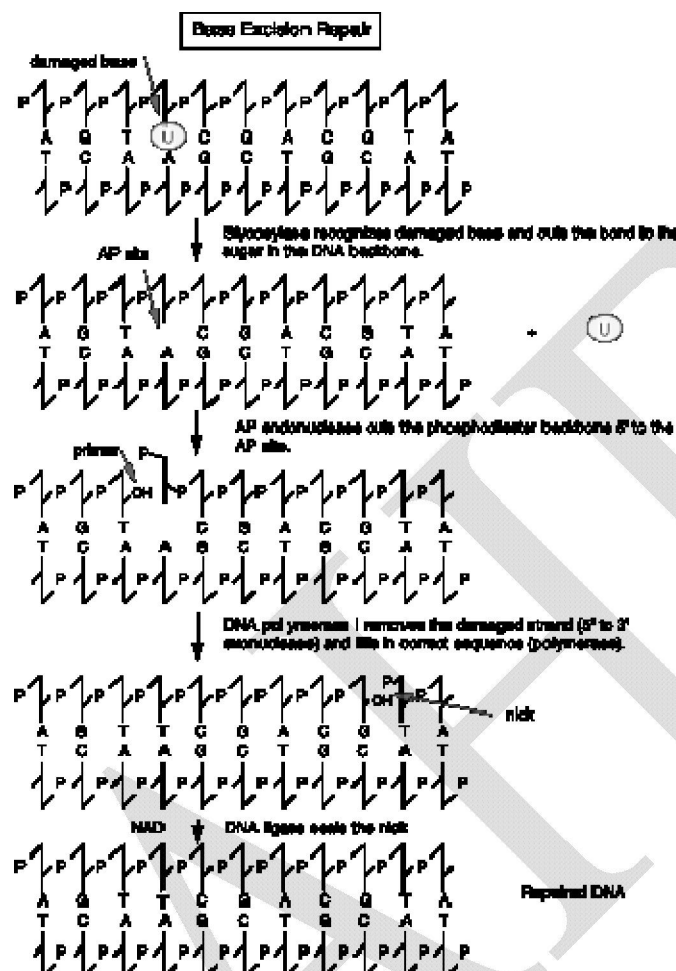 Base Excision Repair
damaged base
P P P P P P P P P P P
A G T U C G A C G T A
T C A A G C T G C A T
P P P P P P P P P P P
Glycosylase recognizes damaged base and cuts the bond to the
sugar in the DNA backbone.
AP site
P P P P P P P P P P P
A G T C G A C G T A
T C A A G C T G C A T
+ U
P P P P P P P P P P P
AP endonuclease cuts the phosphodiester backbone 5' to the
AP site.
primer P
P P P OH P P P P P P P
A G T C G A C G T A
T C A A G C T G C A T
P P P P P P P P P P P
DNA polymerase I removes the damaged strand (5' to 3'
exonuclease) and fills in correct sequence (polymerase).
P P P P P P P P P OH P P
nick
A G T T C G A C G T A
T C A A G C T G C A T
P P P P P P P P P P P
NAD DNA ligase seals the nick
P P P P P P P P P P P
A G T T C G A C G T A
Repaired DNA
T C A A G C T G C A T
P P P P P P P P P P P